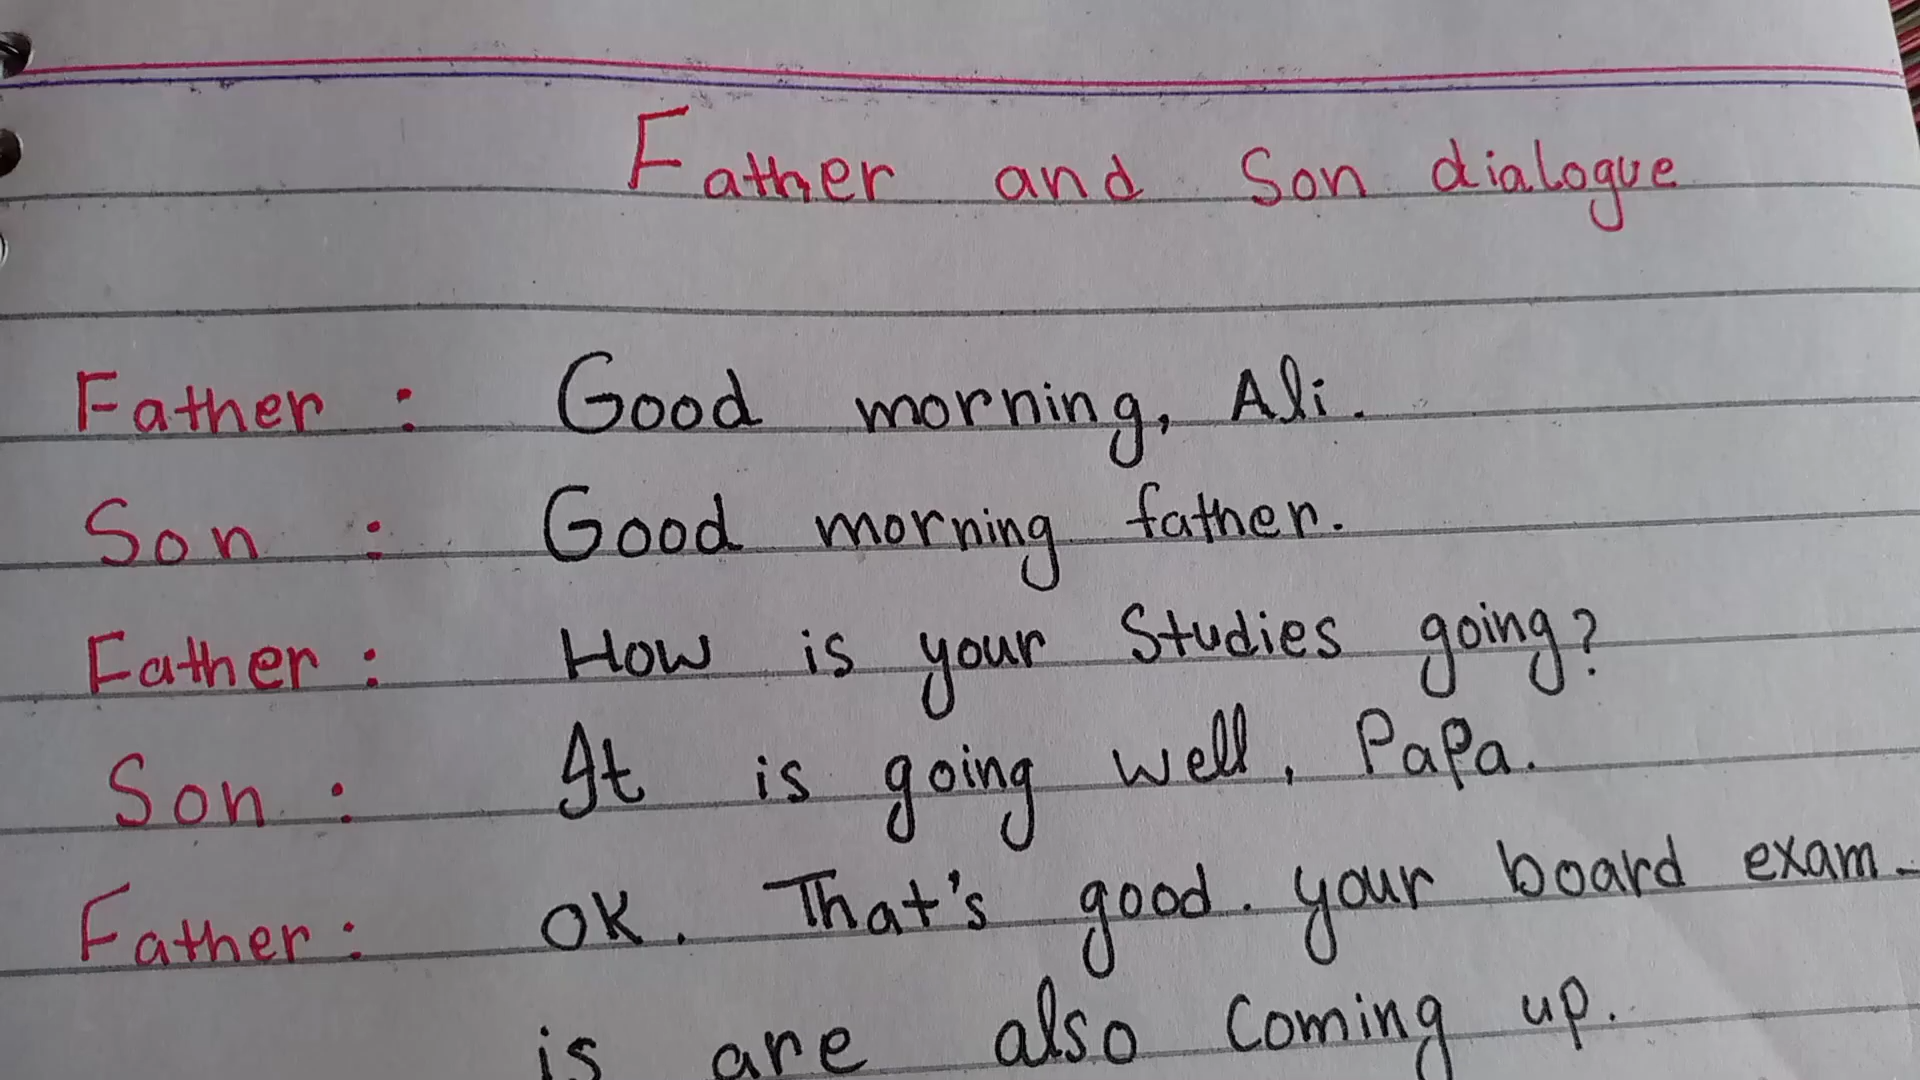 Father and Son dialogue
Father : Good morning, Ali.
Son : Good morning father.
Father : How is your Studies going?
Son : It is going well, Papa.
Father : OK. That's good. your board exam-
is are also coming up.